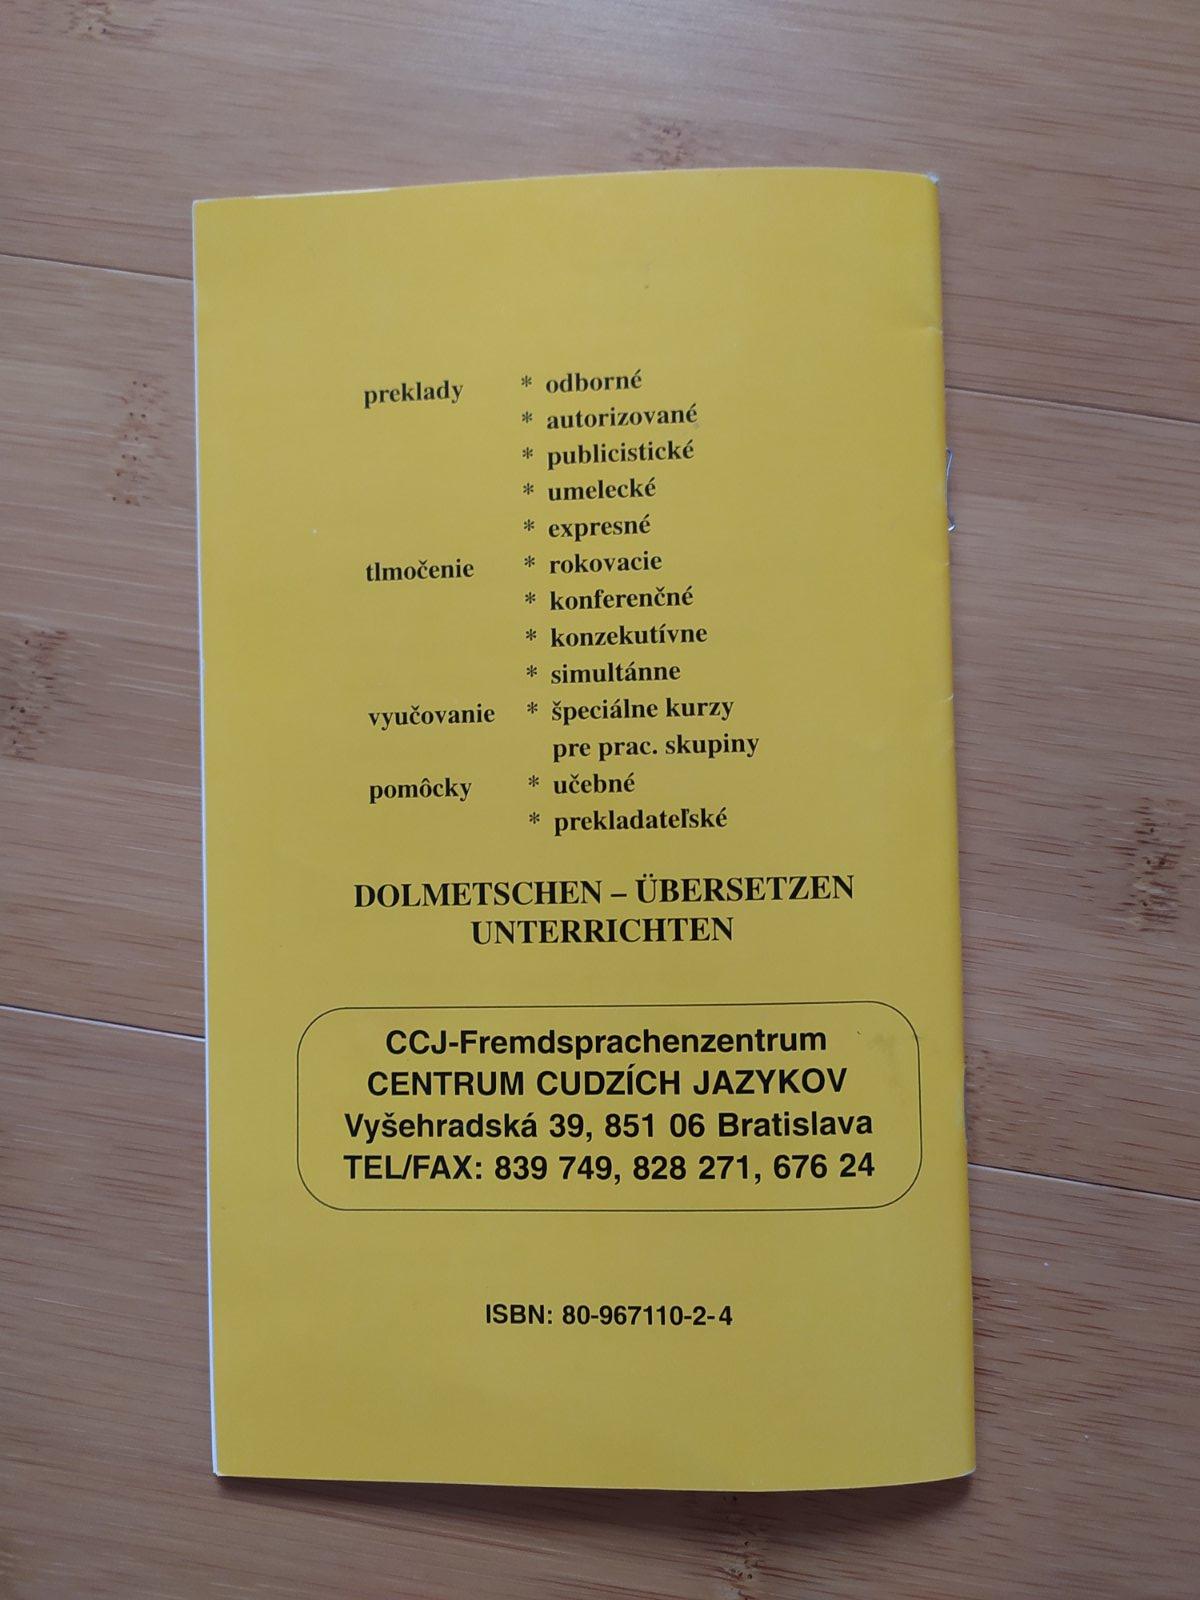 preklady * odborné
* autorizované
* publicistické
* umelecké
* expresné
tlmočenie * rokovacie
* konferenčné
* konzekutívne
* simultánne
vyučovanie * špeciálne kurzy
pre prac. skupiny
pomôcky * učebné
* prekladateľské
DOLMETSCHEN – ÜBERSETZEN
UNTERRICHTEN
CCJ-Fremdsprachenzentrum
CENTRUM CUDZÍCH JAZYKOV
Vyšehradská 39, 851 06 Bratislava
TEL/FAX: 839 749, 828 271, 676 24
ISBN: 80-967110-2-4